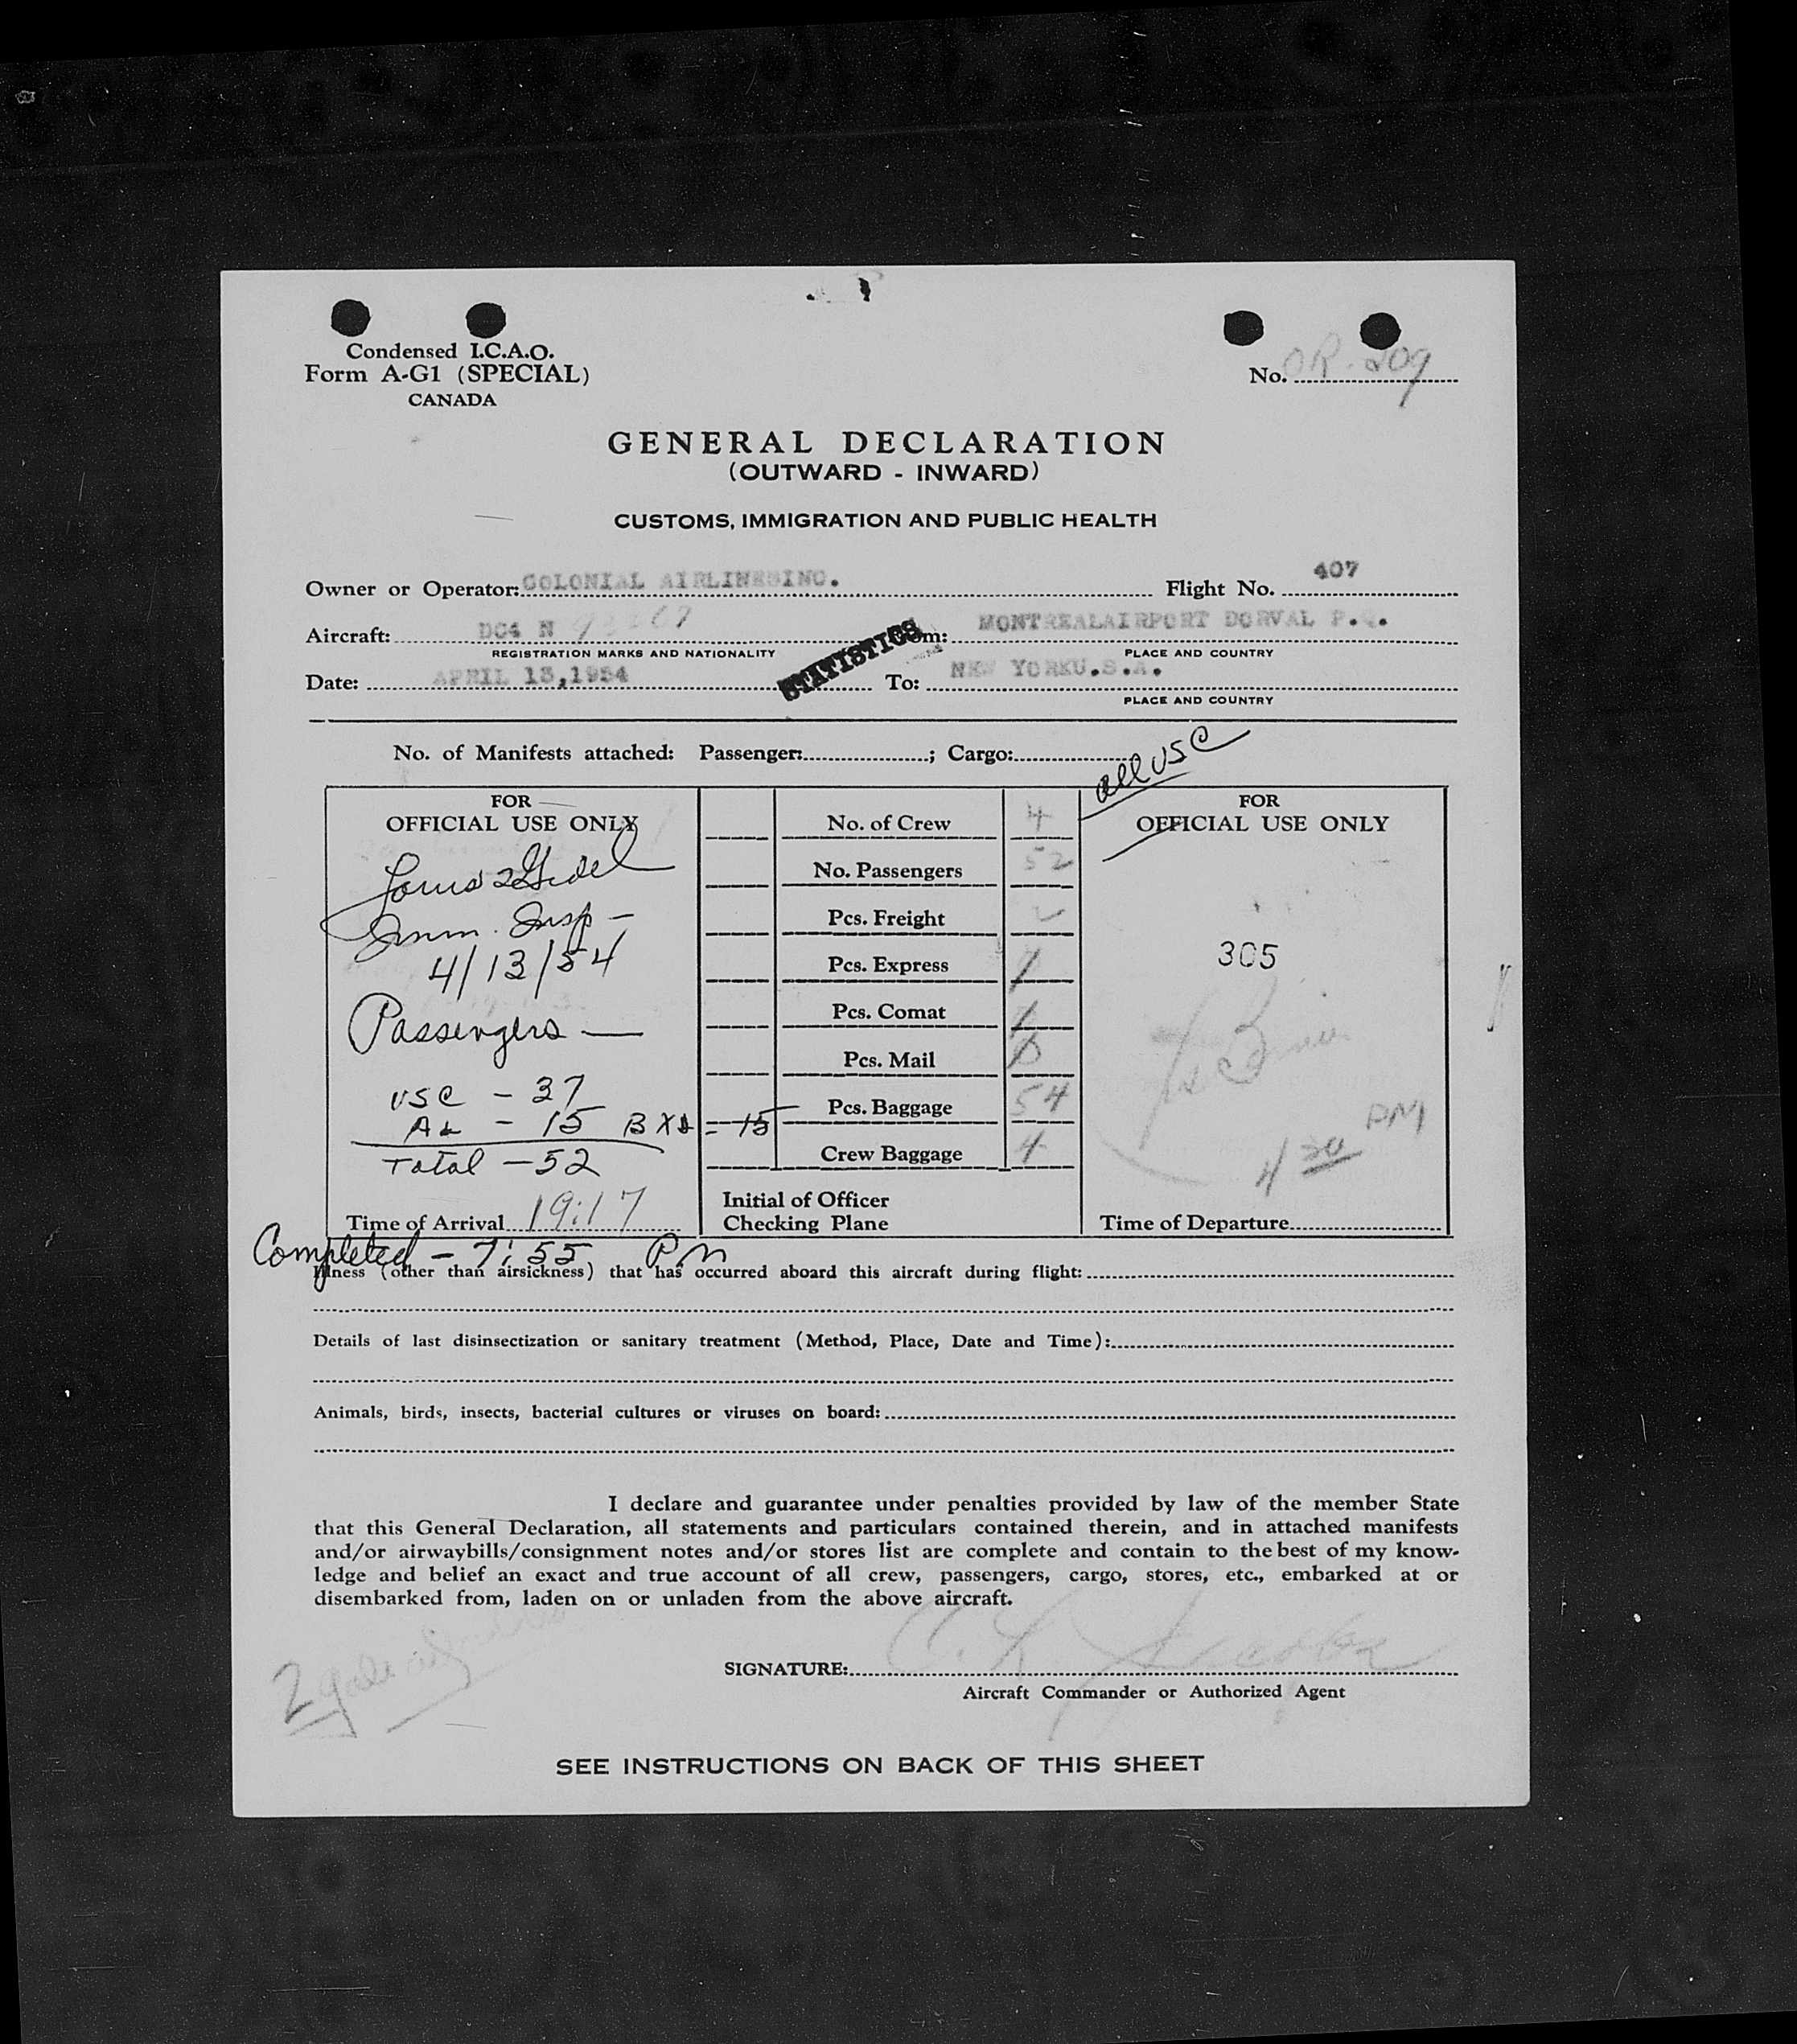 Condensed I.C.A.O.
Form A-G1 (SPECIAL)
CANADA
No. OR-209
GENERAL DECLARATION
(OUTWARD - INWARD)
CUSTOMS, IMMIGRATION AND PUBLIC HEALTH
Owner or Operator: COLONIAL AIRLINESINC. Flight No. 407
Aircraft: DC4 N From: MONTREALAIRPORT DORVAL P.Q.
REGISTRATION MARKS AND NATIONALITY PLACE AND COUNTRY
STATISTICS
Date: APRIL 13,1954 To: NEW YORKU.S.A.
PLACE AND COUNTRY
No. of Manifests attached: Passenger: ; Cargo:
all USC
FOR OFFICIAL USE ONLY
Imm. Insp -
4/13/54
Passengers —
USC - 37
AL - 15 BXD = 15
Total - 52
Time of Arrival 19:17
No. of Crew 4
No. Passengers 52
Pcs. Freight
Pcs. Express 1
Pcs. Comat 1
Pcs. Mail
Pcs. Baggage 54
Crew Baggage 4
Initial of Officer
Checking Plane
FOR OFFICIAL USE ONLY
305
4 30 PM
Time of Departure
Completed - 7:55 PM
Illness (other than airsickness) that has occurred aboard this aircraft during flight:
Details of last disinsectization or sanitary treatment (Method, Place, Date and Time):
Animals, birds, insects, bacterial cultures or viruses on board:
I declare and guarantee under penalties provided by law of the member State
that this General Declaration, all statements and particulars contained therein, and in attached manifests
and/or airwaybills/consignment notes and/or stores list are complete and contain to the best of my know-
ledge and belief an exact and true account of all crew, passengers, cargo, stores, etc., embarked at or
disembarked from, laden on or unladen from the above aircraft.
SIGNATURE:
Aircraft Commander or Authorized Agent
SEE INSTRUCTIONS ON BACK OF THIS SHEET